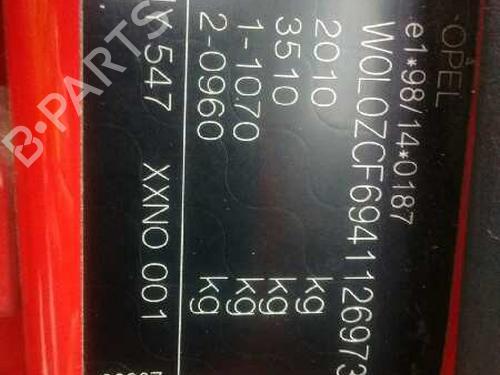 OPEL
e1*98/14*0187
W0L0ZCF6941126973
2010 kg
3510 kg
1-1070 kg
2-0960 kg
547 XXNO 001
B-PARTS